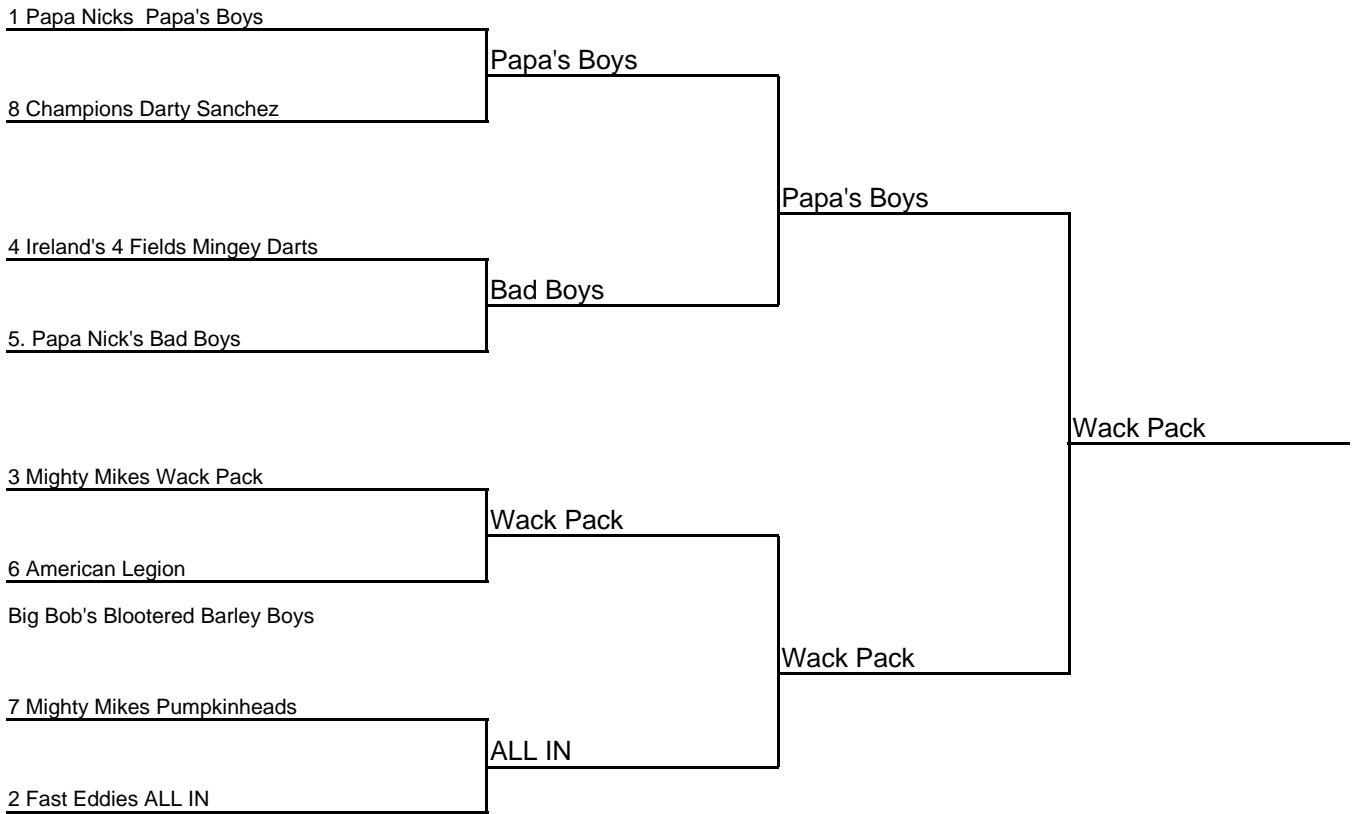 1 Papa Nicks  Papa's Boys
Papa's Boys
8 Champions Darty Sanchez
Papa's Boys
4 Ireland's 4 Fields Mingey Darts
Bad Boys
5. Papa Nick's Bad Boys
Wack Pack
3 Mighty Mikes Wack Pack
Wack Pack
6 American Legion
Big Bob's Blootered Barley Boys
Wack Pack
7 Mighty Mikes Pumpkinheads
ALL IN
2 Fast Eddies ALL IN